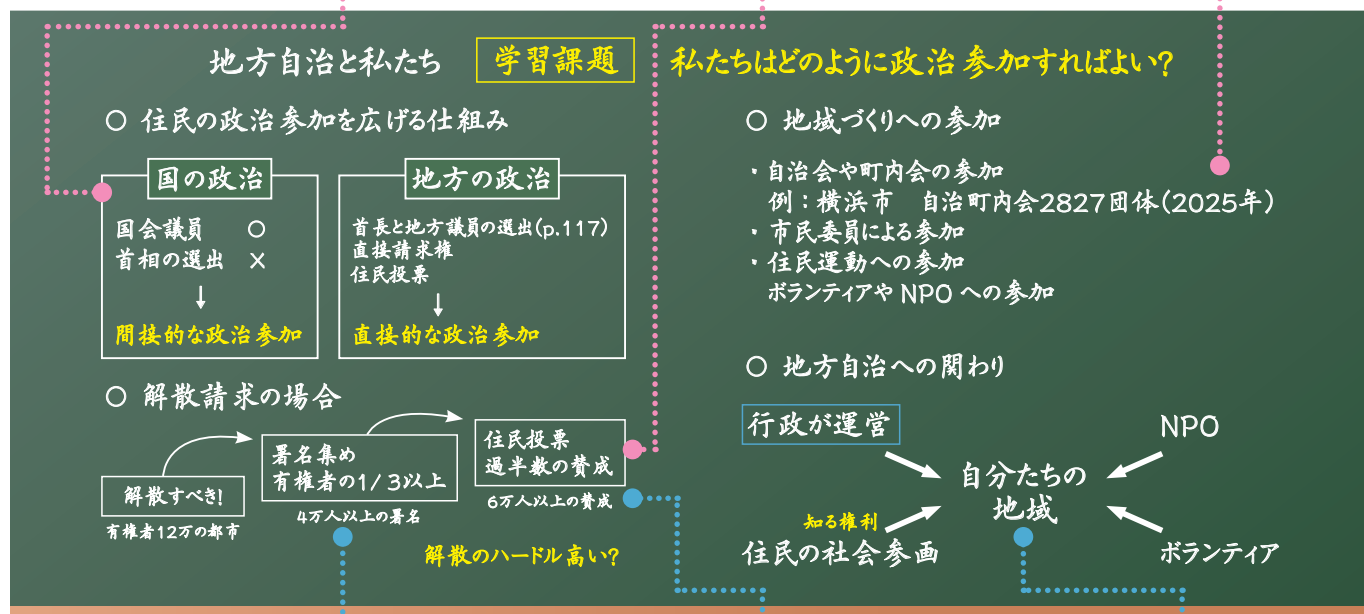 地方自治と私たち 学習課題 私たちはどのように政治参加すればよい?
○ 住民の政治参加を広げる仕組み
国の政治
国会議員 ○
首相の選出 ×
↓
間接的な政治参加
地方の政治
首長と地方議員の選出(p.117)
直接請求権
住民投票
↓
直接的な政治参加
○ 解散請求の場合
解散すべき!
有権者12万の都市
署名集め
有権者の1/3以上
4万人以上の署名
住民投票
過半数の賛成
6万人以上の賛成
解散のハードル高い?
○ 地域づくりへの参加
・自治会や町内会の参加
例:横浜市 自治町内会2827団体(2025年)
・市民委員による参加
・住民運動への参加
ボランティアや NPO への参加
○ 地方自治への関わり
行政が運営
NPO
自分たちの
地域
知る権利
住民の社会参画
ボランティア